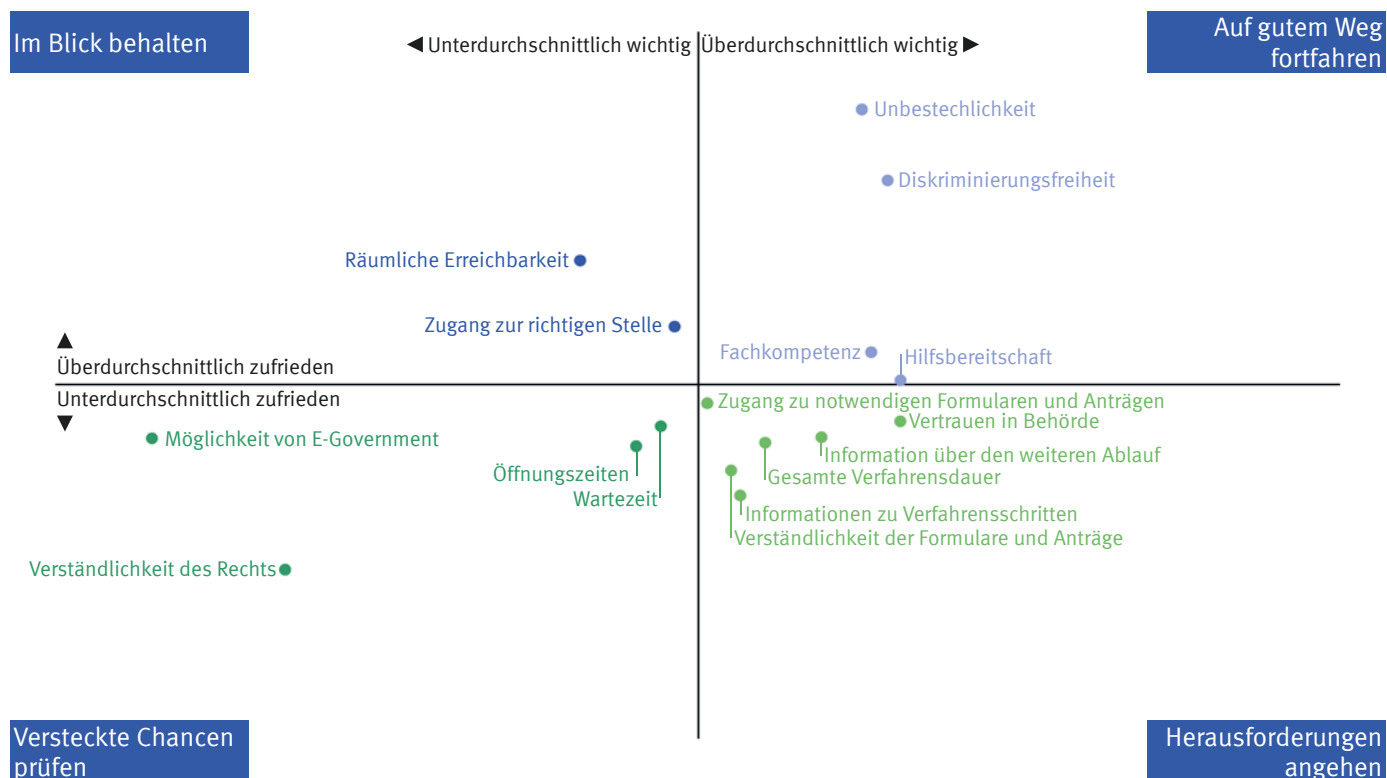 Im Blick behalten
◄ Unterdurchschnittlich wichtig
Überdurchschnittlich wichtig ►
Auf gutem Weg
fortfahren
Unbestechlichkeit
Diskriminierungsfreiheit
Räumliche Erreichbarkeit
Zugang zur richtigen Stelle
Fachkompetenz
Hilfsbereitschaft
▲
Überdurchschnittlich zufrieden
Unterdurchschnittlich zufrieden
▼
Zugang zu notwendigen Formularen und Anträgen
Vertrauen in Behörde
Möglichkeit von E-Government
Information über den weiteren Ablauf
Öffnungszeiten
Gesamte Verfahrensdauer
Wartezeit
Informationen zu Verfahrensschritten
Verständlichkeit der Formulare und Anträge
Verständlichkeit des Rechts
Versteckte Chancen
prüfen
Herausforderungen
angehen